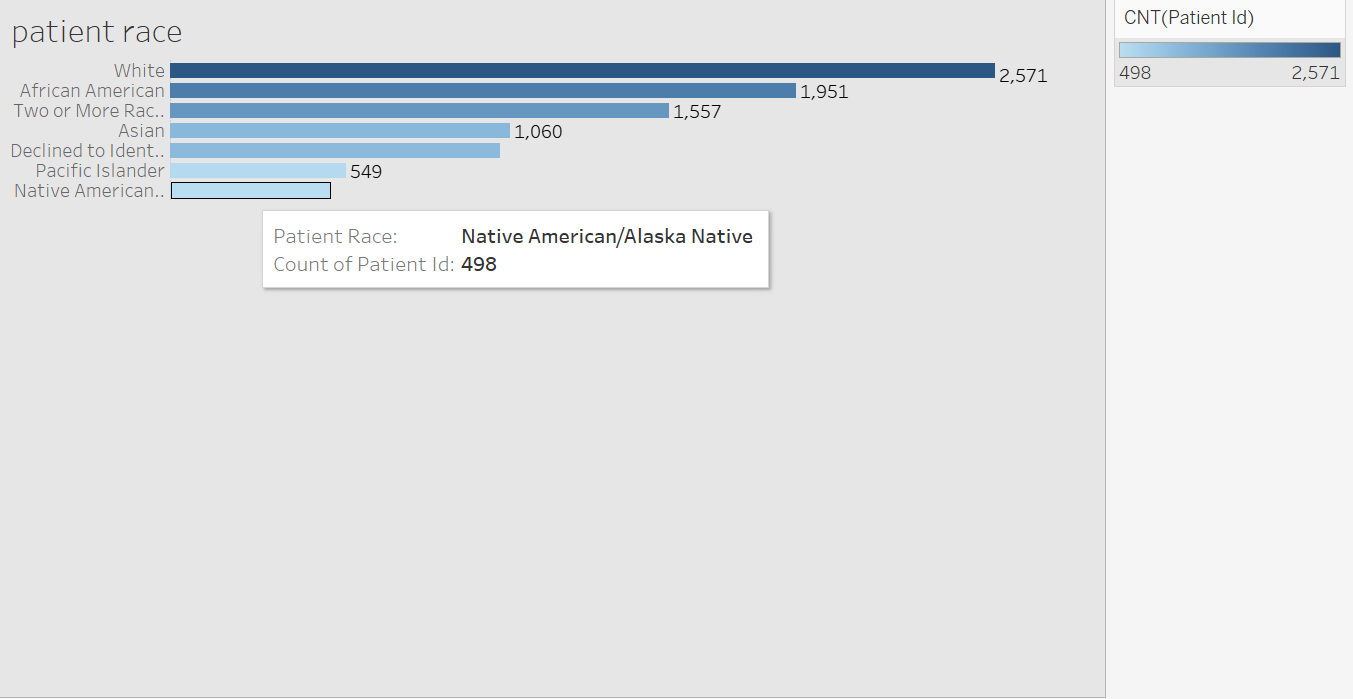 patient race
White 2,571
African American 1,951
Two or More Rac.. 1,557
Asian 1,060
Declined to Ident..
Pacific Islander 549
Native American..
Patient Race: Native American/Alaska Native
Count of Patient Id: 498
CNT(Patient Id)
498 2,571